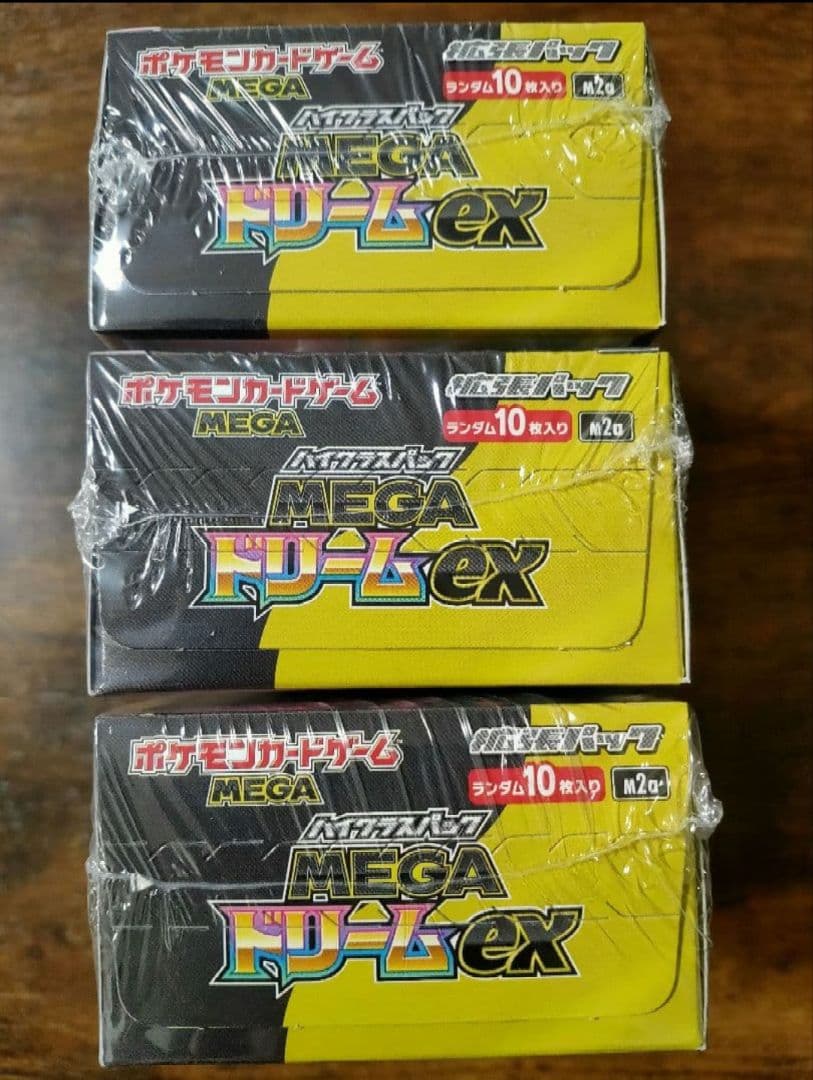 ポケモンカードゲーム
MEGA
拡張パック
ランダム10枚入り
M2a
ハイクラスパック
MEGA
ドリームex
ポケモンカードゲーム
MEGA
拡張パック
ランダム10枚入り
M2a
ハイクラスパック
MEGA
ドリームex
ポケモンカードゲーム
MEGA
拡張パック
ランダム10枚入り
M2a
ハイクラスパック
MEGA
ドリームex